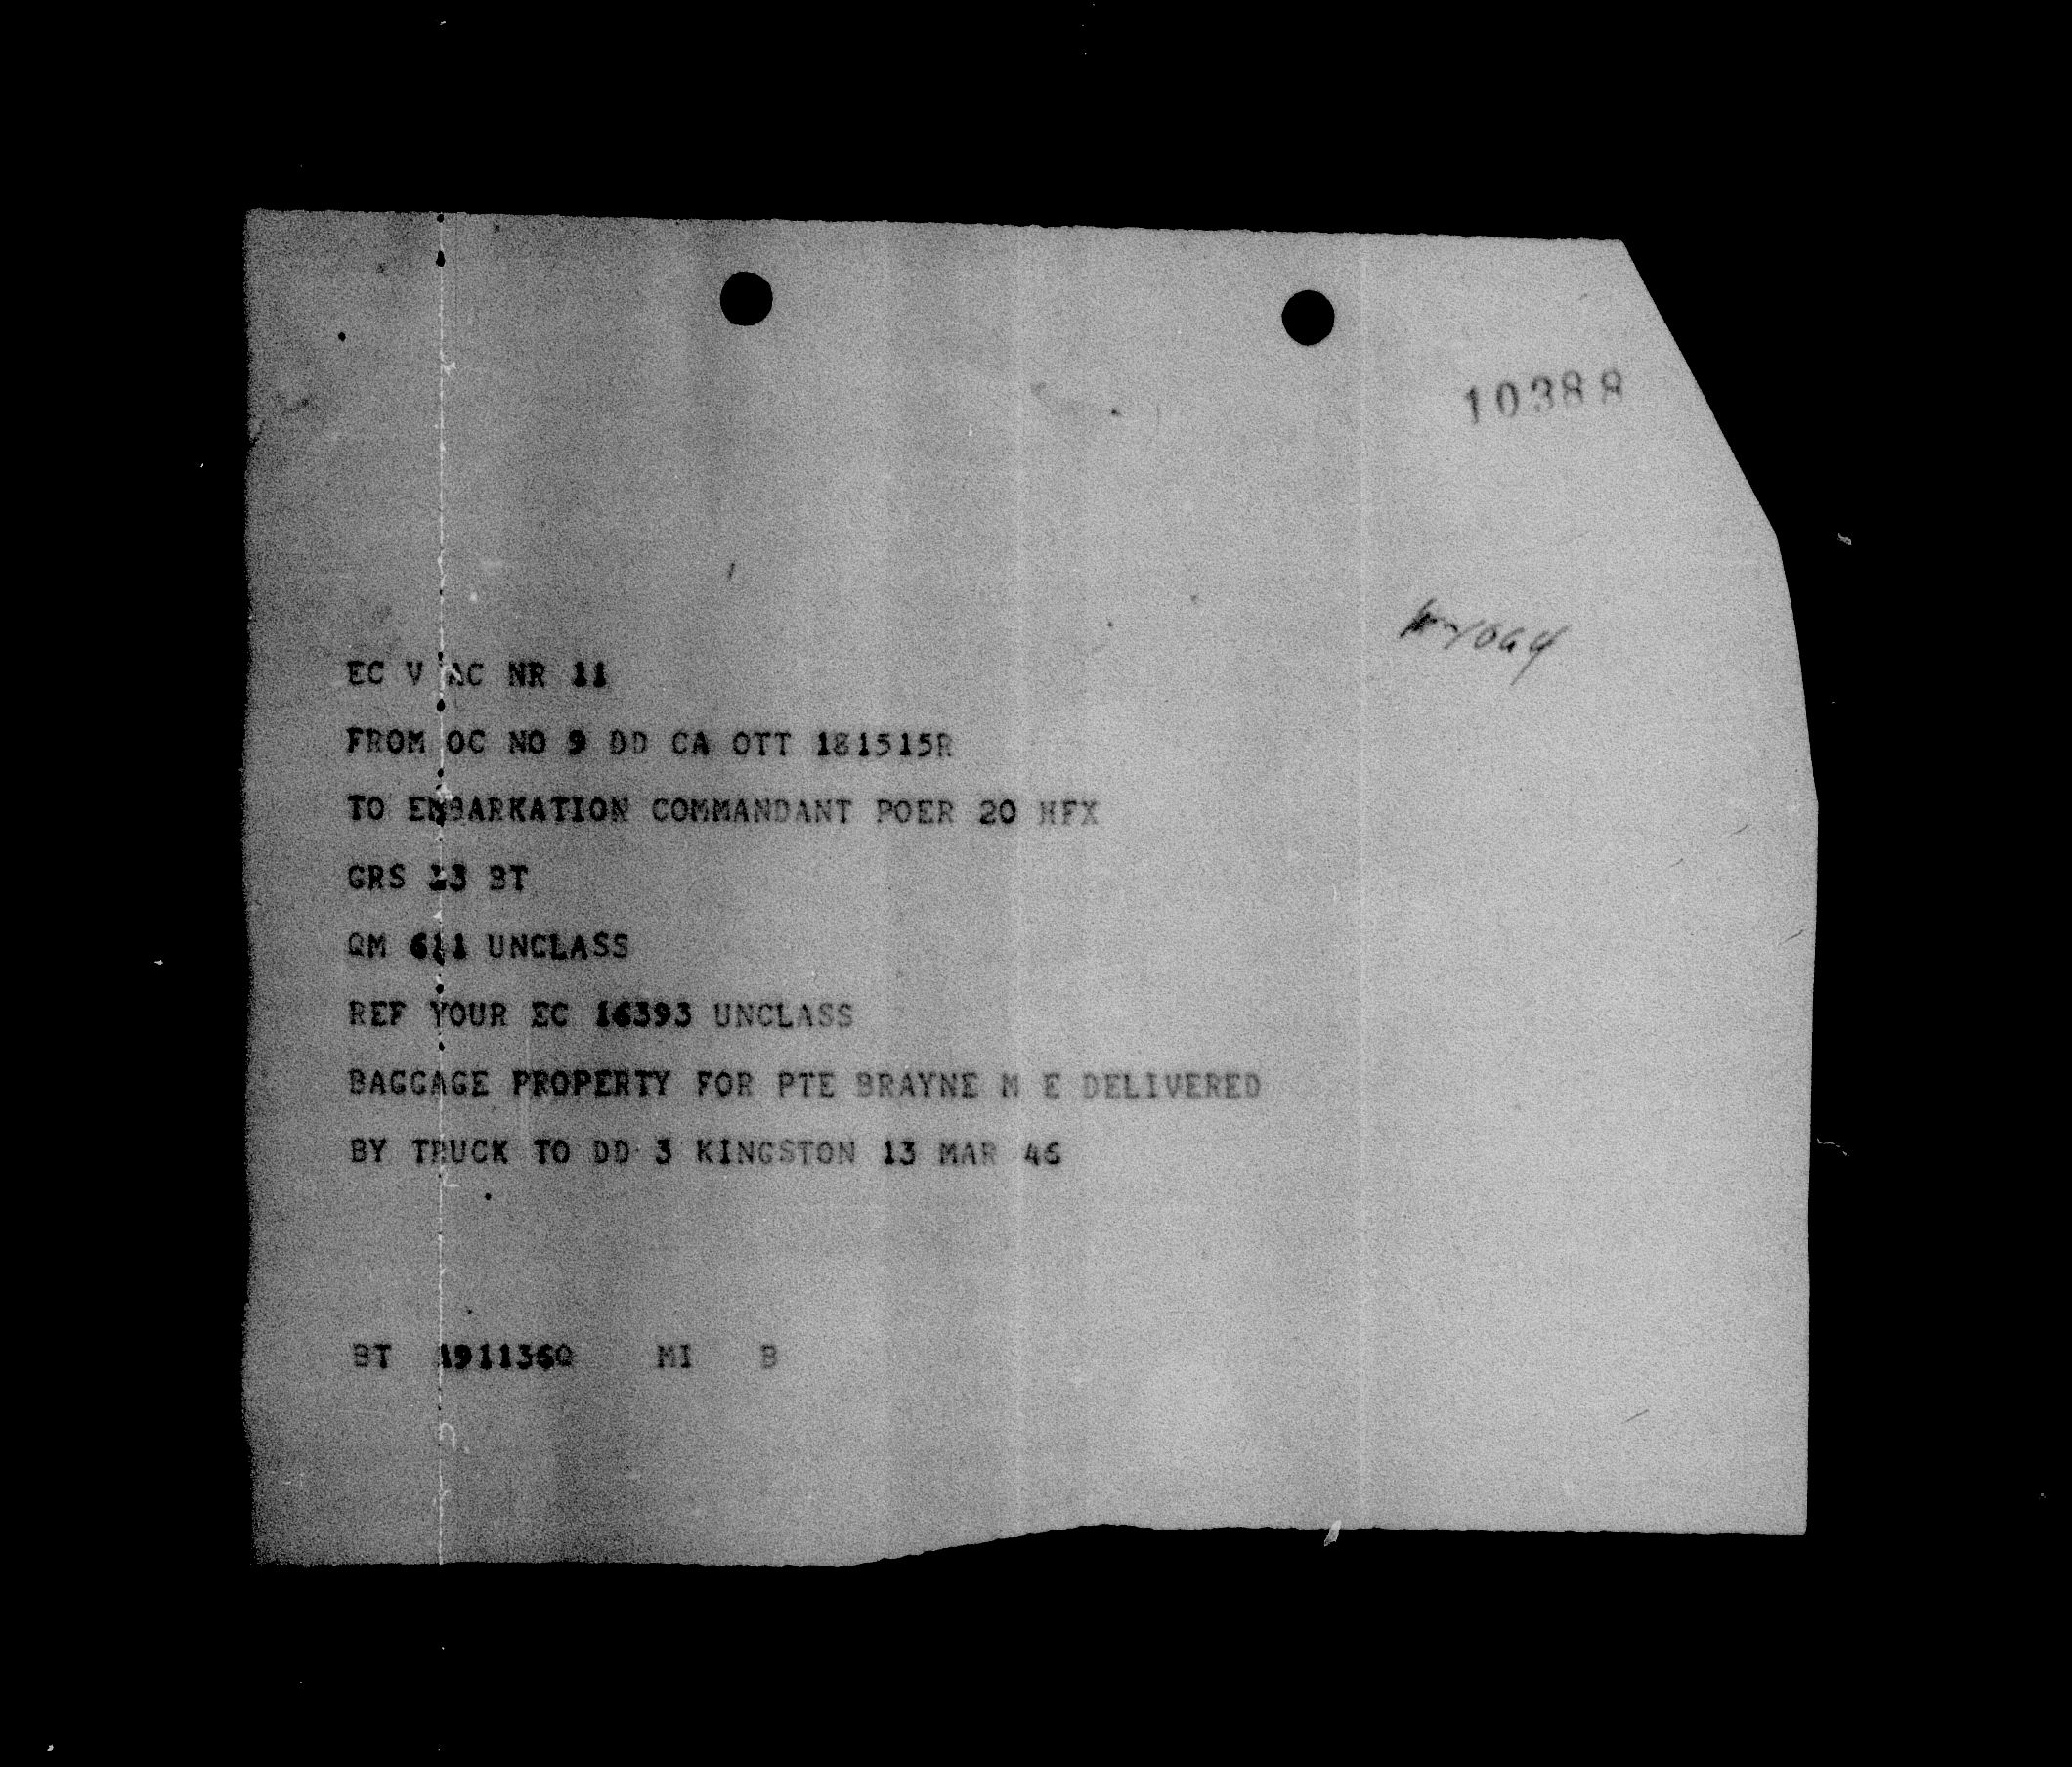 10388
EC V AC NR 11
FROM OC NO 9 DD CA OTT 181515R
TO EMBARKATION COMMANDANT POER 20 HFX
GRS 23 BT
QM 611 UNCLASS
REF YOUR EC 16393 UNCLASS
BAGGAGE PROPERTY FOR PTE BRAYNE M E DELIVERED
BY TRUCK TO DD 3 KINGSTON 13 MAR 46
BT 191136Q MI B